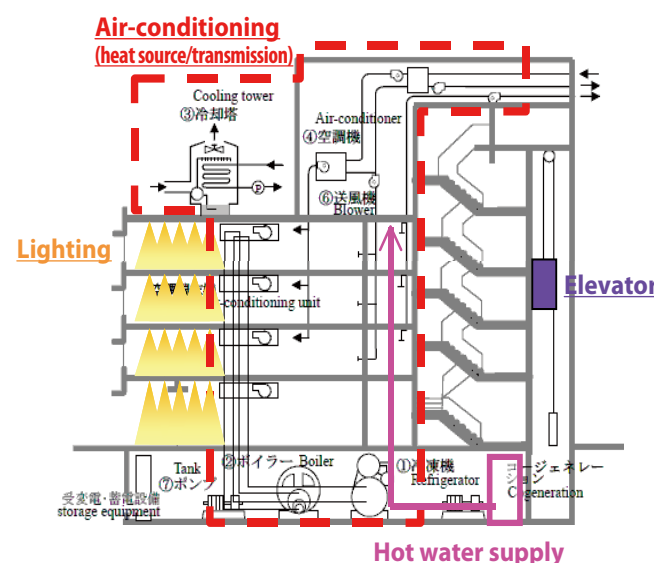 Air-conditioning
(heat source/transmission)
Cooling tower
③冷却塔
Air-conditioner
④空調機
P
⑥送風機
Blower
Lighting
Elevator
-conditioning unit
Tank
⑦ポンプ
②ボイラー Boiler
①冷凍機
Refrigerator
コージェネレー
ション
Cogeneration
受変電・蓄電設備
storage equipment
Hot water supply